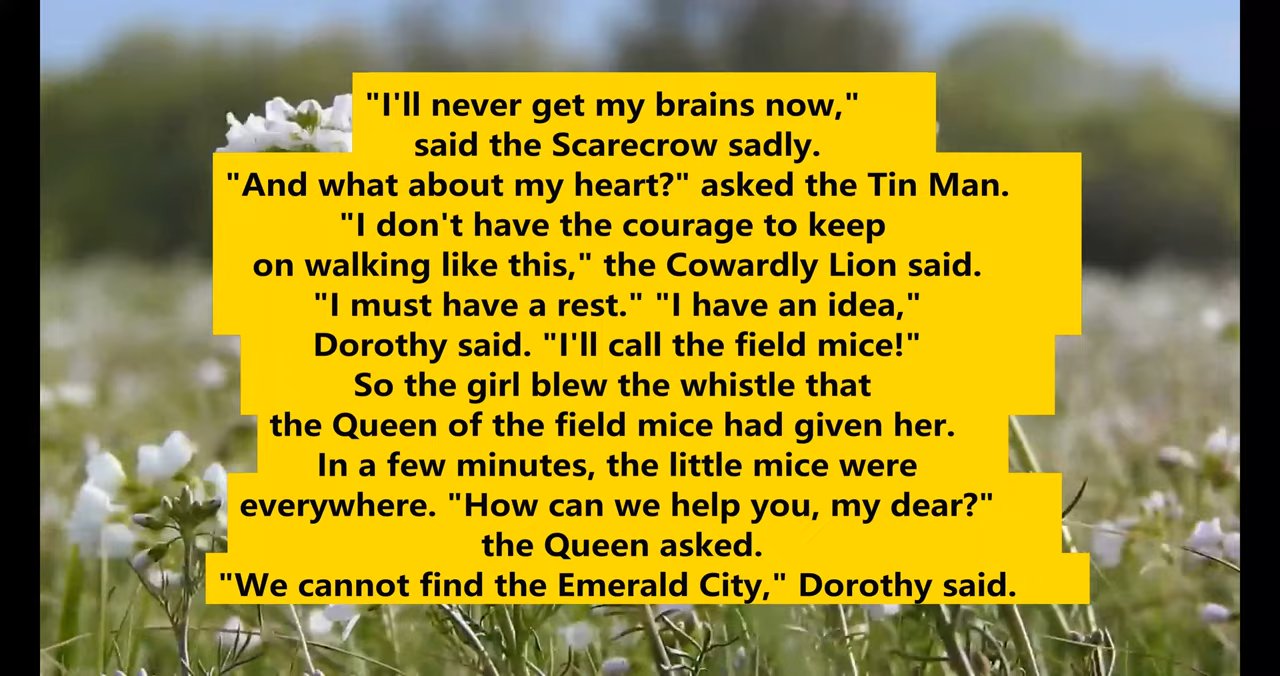 "I'll never get my brains now,"
said the Scarecrow sadly.
"And what about my heart?" asked the Tin Man.
"I don't have the courage to keep
on walking like this," the Cowardly Lion said.
"I must have a rest." "I have an idea,"
Dorothy said. "I'll call the field mice!"
So the girl blew the whistle that
the Queen of the field mice had given her.
In a few minutes, the little mice were
everywhere. "How can we help you, my dear?"
the Queen asked.
"We cannot find the Emerald City," Dorothy said.